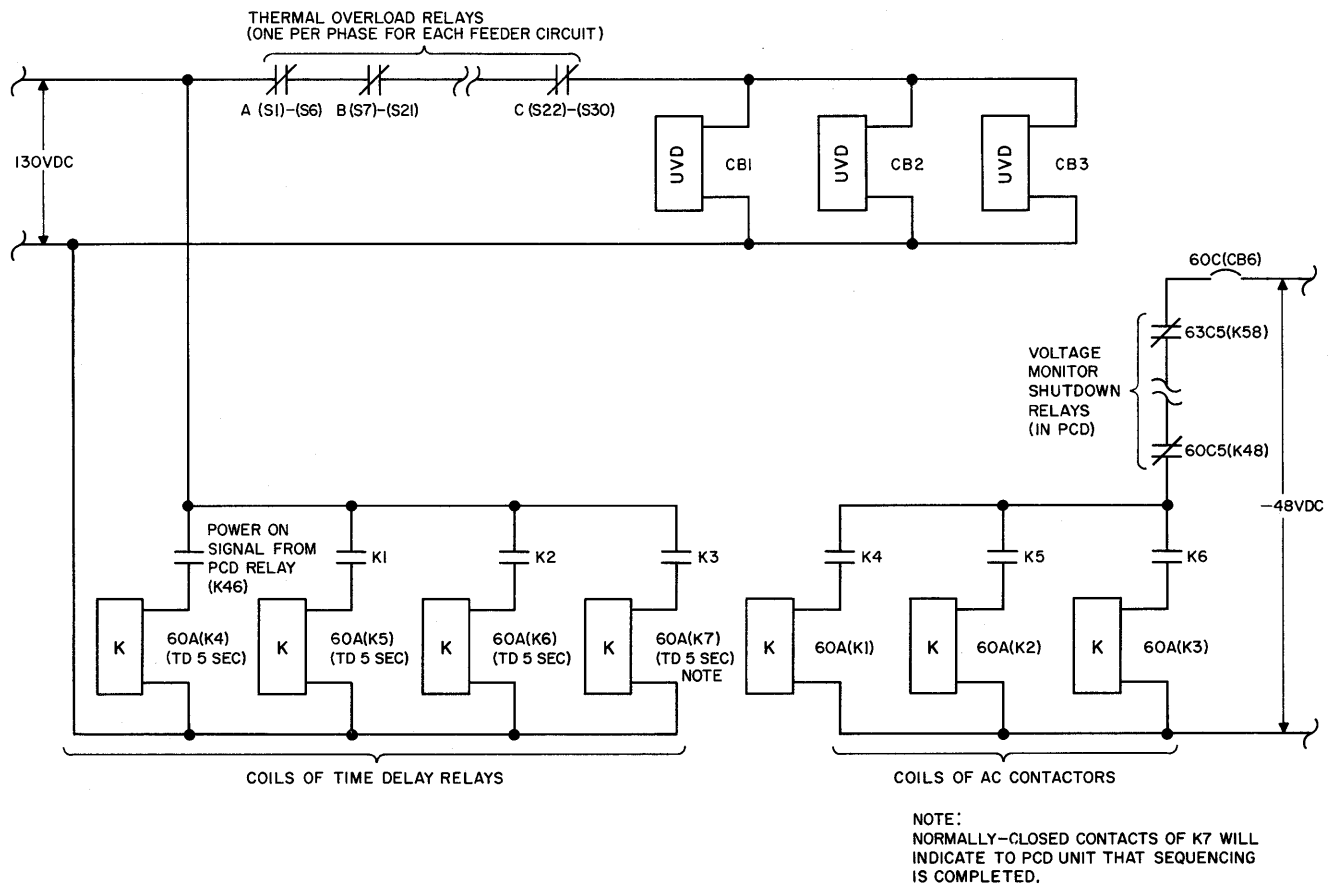 THERMAL OVERLOAD RELAYS
(ONE PER PHASE FOR EACH FEEDER CIRCUIT)
A (S1)-(S6)
B (S7)-(S21)
C (S22)-(S30)
130VDC
UVD
CB1
UVD
CB2
UVD
CB3
60C(CB6)
63C5(K58)
VOLTAGE
MONITOR
SHUTDOWN
RELAYS
(IN PCD)
60C5(K48)
-48VDC
POWER ON
SIGNAL FROM
PCD RELAY
(K46)
K1
K2
K3
K4
K5
K6
K
60A(K4)
(TD 5 SEC)
K
60A(K5)
(TD 5 SEC)
K
60A(K6)
(TD 5 SEC)
K
60A(K7)
(TD 5 SEC)
NOTE
K
60A(K1)
K
60A(K2)
K
60A(K3)
COILS OF TIME DELAY RELAYS
COILS OF AC CONTACTORS
NOTE:
NORMALLY-CLOSED CONTACTS OF K7 WILL
INDICATE TO PCD UNIT THAT SEQUENCING
IS COMPLETED.